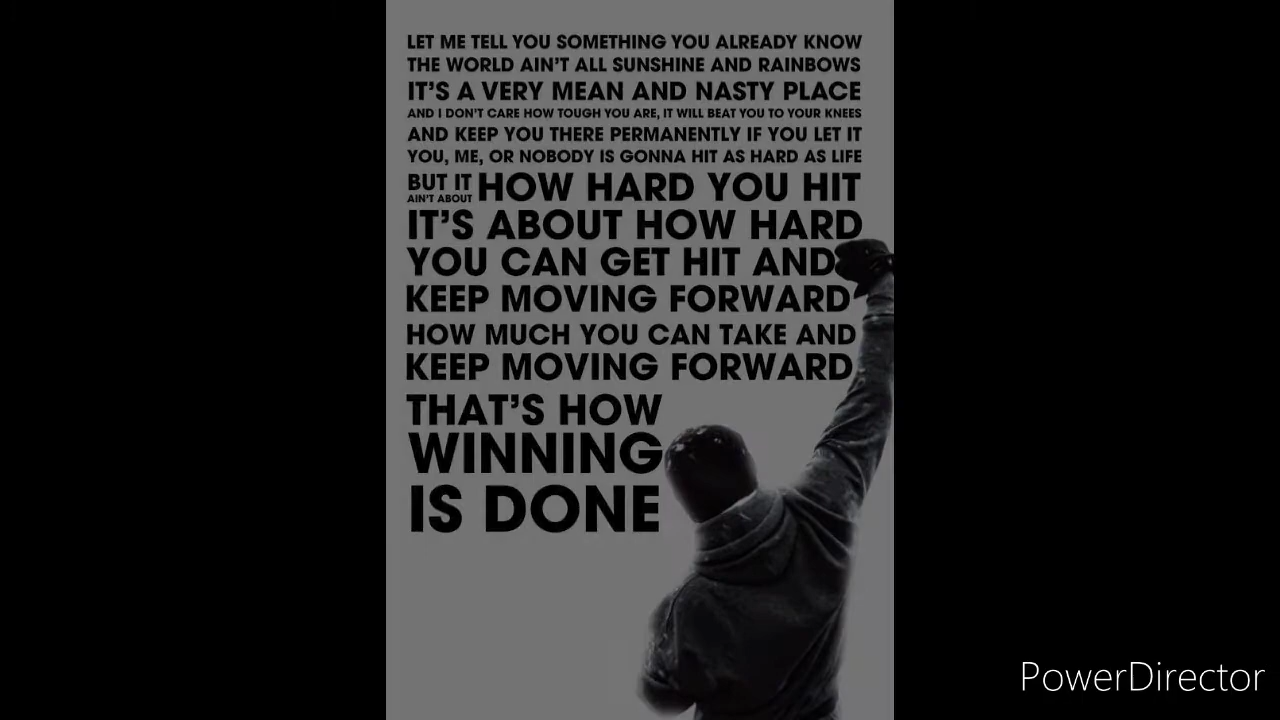 LET ME TELL YOU SOMETHING YOU ALREADY KNOW
THE WORLD AIN'T ALL SUNSHINE AND RAINBOWS
IT'S A VERY MEAN AND NASTY PLACE
AND I DON'T CARE HOW TOUGH YOU ARE, IT WILL BEAT YOU TO YOUR KNEES
AND KEEP YOU THERE PERMANENTLY IF YOU LET IT
YOU, ME, OR NOBODY IS GONNA HIT AS HARD AS LIFE
BUT IT AIN'T ABOUT HOW HARD YOU HIT
IT'S ABOUT HOW HARD
YOU CAN GET HIT AND
KEEP MOVING FORWARD
HOW MUCH YOU CAN TAKE AND
KEEP MOVING FORWARD
THAT'S HOW
WINNING
IS DONE
PowerDirector